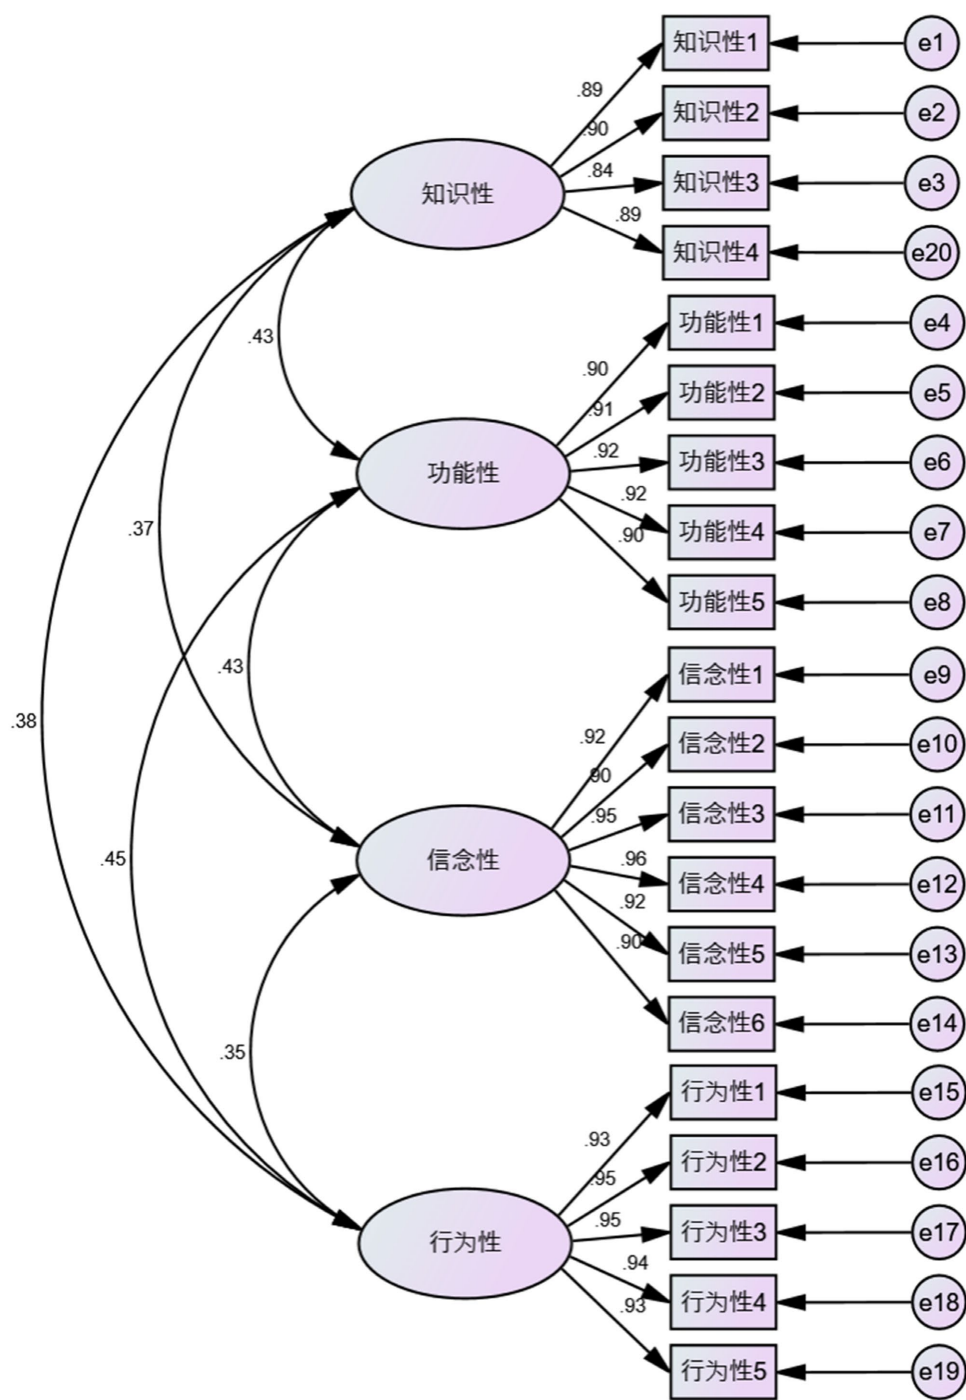 知识性1
e1
.89
知识性2
e2
.90
知识性
.84
知识性3
e3
.89
知识性4
e20
功能性1
e4
.43
.90
功能性2
e5
.91
功能性
.92
功能性3
e6
.92
功能性4
e7
.37
.90
功能性5
e8
.43
信念性1
e9
.38
.92
信念性2
e10
.90
.95
信念性3
e11
.45
信念性
.96
信念性4
e12
.92
信念性5
e13
.90
信念性6
e14
.35
行为性1
e15
.93
行为性2
e16
.95
行为性
.95
行为性3
e17
.94
行为性4
e18
.93
行为性5
e19